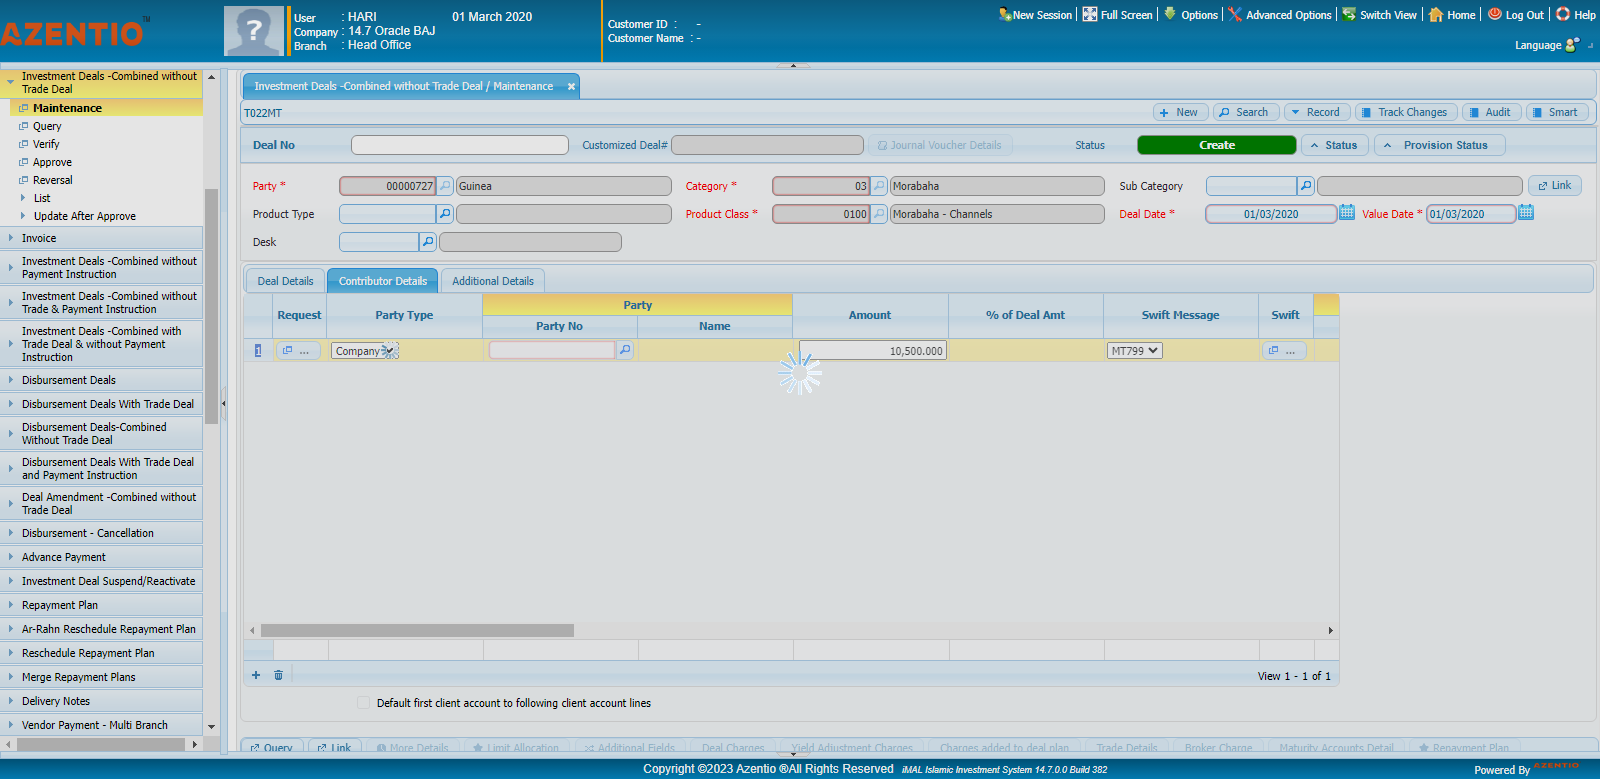 AZENTIO™
?
User : HARI 01 March 2020
Company : 14.7 Oracle BAJ
Branch : Head Office
Customer ID : -
Customer Name : -
New Session
Full Screen
Options
Advanced Options
Switch View
Home
Log Out
Help
Language
Investment Deals -Combined without
Trade Deal
Maintenance
Query
Verify
Approve
Reversal
List
Update After Approve
Invoice
Investment Deals -Combined without
Payment Instruction
Investment Deals -Combined without
Trade & Payment Instruction
Investment Deals -Combined with
Trade Deal & without Payment
Instruction
Disbursement Deals
Disbursement Deals With Trade Deal
Disbursement Deals-Combined
Without Trade Deal
Disbursement Deals With Trade Deal
and Payment Instruction
Deal Amendment -Combined without
Trade Deal
Disbursement - Cancellation
Advance Payment
Investment Deal Suspend/Reactivate
Repayment Plan
Ar-Rahn Reschedule Repayment Plan
Reschedule Repayment Plan
Merge Repayment Plans
Delivery Notes
Vendor Payment - Multi Branch
Investment Deals -Combined without Trade Deal / Maintenance
T022MT
New
Search
Record
Track Changes
Audit
Smart
Deal No
Customized Deal#
Journal Voucher Details
Status
Create
Status
Provision Status
Party * 00000727 Guinea
Category * 03 Morabaha
Sub Category
Link
Product Type
Product Class * 0100 Morabaha - Channels
Deal Date * 01/03/2020
Value Date * 01/03/2020
Desk
Deal Details
Contributor Details
Additional Details
Request
Party Type
Party
Party No
Name
Amount
% of Deal Amt
Swift Message
Swift
1 ... Company 10,500.000 MT799 ...
View 1 - 1 of 1
Default first client account to following client account lines
Query
Link
More Details
Limit Allocation
Additional Fields
Deal Charges
Yield Adjustment Charges
Charges added to deal plan
Trade Details
Broker Charge
Maturity Accounts Detail
Repayment Plan
Copyright ©2023 Azentio ®All Rights Reserved iMAL Islamic Investment System 14.7.0.0 Build 382
Powered By AZENTIO